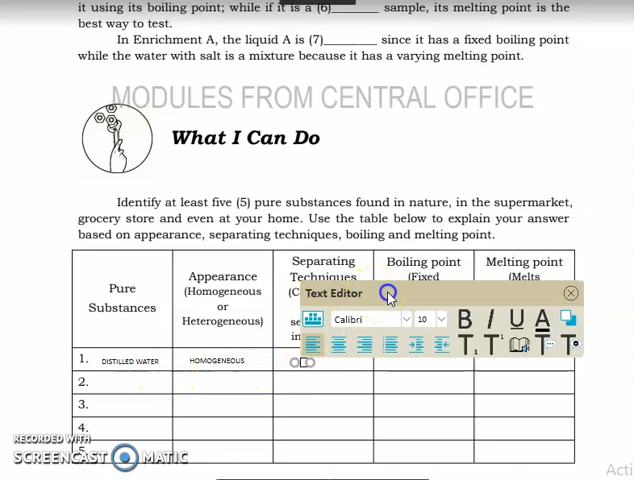 it using its boiling point; while if it is a (6)________ sample, its melting point is the
best way to test.
In Enrichment A, the liquid A is (7)_________ since it has a fixed boiling point
while the water with salt is a mixture because it has a varying melting point.
MODULES FROM CENTRAL OFFICE
What I Can Do
Identify at least five (5) pure substances found in nature, in the supermarket,
grocery store and even at your home. Use the table below to explain your answer
based on appearance, separating techniques, boiling and melting point.
Pure
Substances
Appearance
(Homogeneous
or
Heterogeneous)
Separating
Techniques
Boiling point
(Fixed
Melting point
(Melts
Text Editor
Calibri
10
B I U A
1. DISTILLED WATER HOMOGENEOUS
2.
3.
4.
5.
RECORDED WITH
SCREENCAST MATIC
Acti